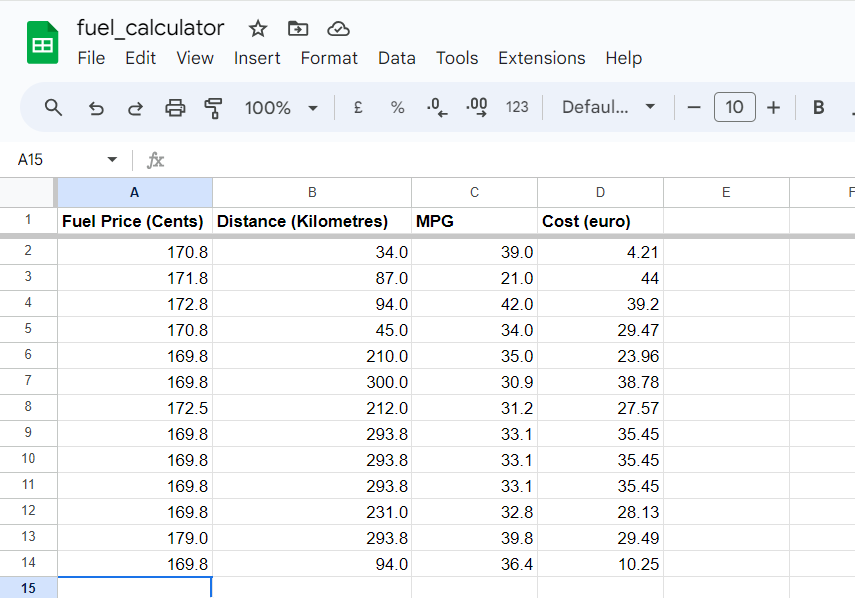 fuel_calculator
File Edit View Insert Format Data Tools Extensions Help
100% £ % .0 .00 123 Defaul... 10 B
A15 fx
A B C D E F
1 Fuel Price (Cents) Distance (Kilometres) MPG Cost (euro)
2 170.8 34.0 39.0 4.21
3 171.8 87.0 21.0 44
4 172.8 94.0 42.0 39.2
5 170.8 45.0 34.0 29.47
6 169.8 210.0 35.0 23.96
7 169.8 300.0 30.9 38.78
8 172.5 212.0 31.2 27.57
9 169.8 293.8 33.1 35.45
10 169.8 293.8 33.1 35.45
11 169.8 293.8 33.1 35.45
12 169.8 231.0 32.8 28.13
13 179.0 293.8 39.8 29.49
14 169.8 94.0 36.4 10.25
15